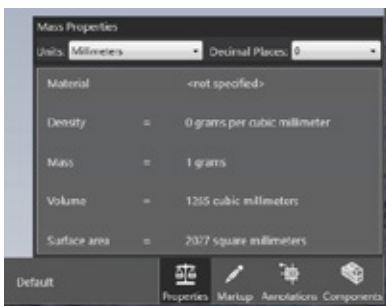 Mass Properties
Units: Millimeters Decimal Places: 0
Material <not specified>
Density = 0 grams per cubic millimeter
Mass = 1 grams
Volume = 1265 cubic millimeters
Surface area = 2027 square millimeters
Default
Properties Markup Annotations Components